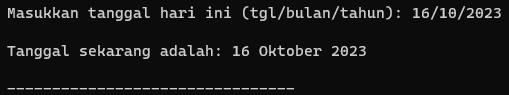 Masukkan tanggal hari ini (tgl/bulan/tahun): 16/10/2023
Tanggal sekarang adalah: 16 Oktober 2023
--------------------------------